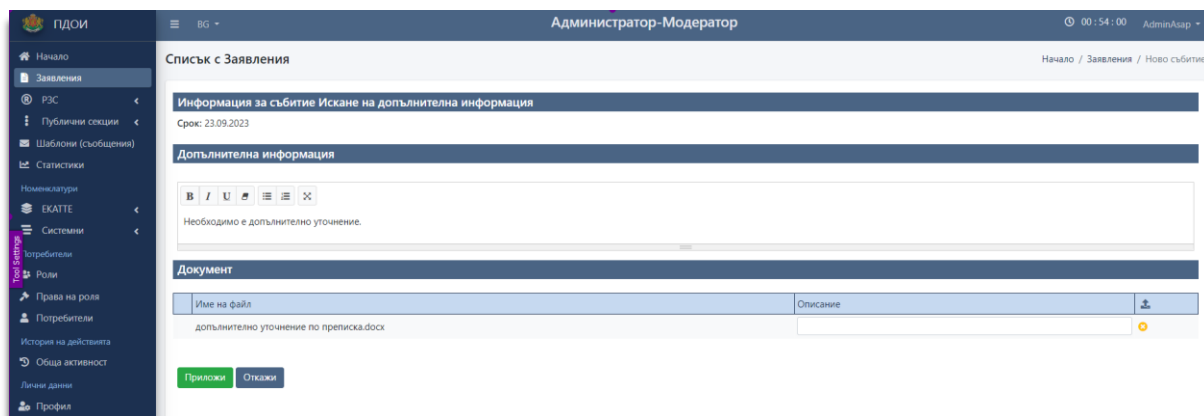 ПДОИ
BG
Администратор-Модератор
00 : 54 : 00
AdminAsap
Начало
Заявления
РЗС
Публични секции
Шаблони (съобщения)
Статистики
Номенклатури
ЕКАТТЕ
Системни
Потребители
Роли
Права на роля
Потребители
История на действията
Обща активност
Лични данни
Профил
Tool Settings
Списък с Заявления
Начало / Заявления / Ново събитие
Информация за събитие Искане на допълнителна информация
Срок: 23.09.2023
Допълнителна информация
B I U
Необходимо е допълнително уточнение.
Документ
Име на файл Описание
допълнително уточнение по преписка.docx
Приложи Откажи